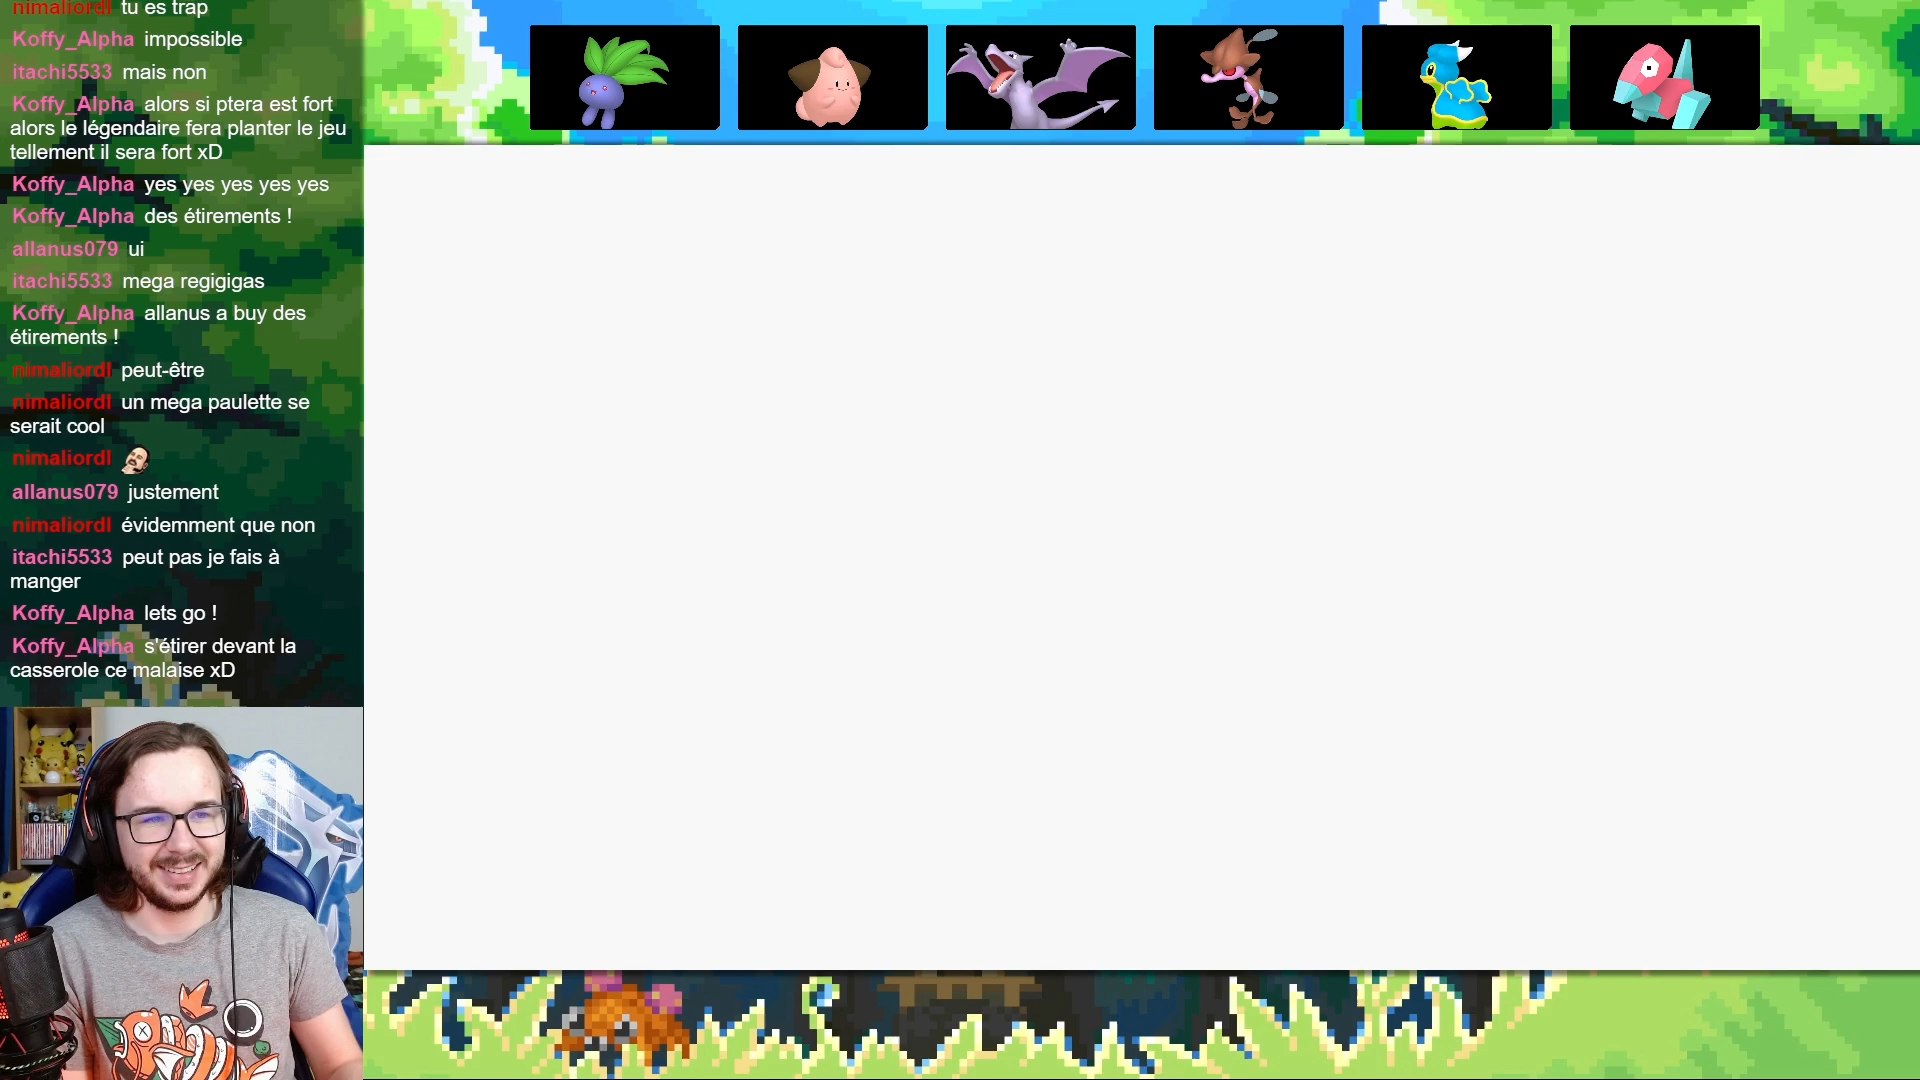 nimaliordl tu es trap
Koffy_Alpha impossible
itachi5533 mais non
Koffy_Alpha alors si ptera est fort
alors le légendaire fera planter le jeu
tellement il sera fort xD
Koffy_Alpha yes yes yes yes yes
Koffy_Alpha des étirements !
allanus079 ui
itachi5533 mega regigigas
Koffy_Alpha allanus a buy des
étirements !
nimaliordl peut-être
nimaliordl un mega paulette se
serait cool
nimaliordl
allanus079 justement
nimaliordl évidemment que non
itachi5533 peut pas je fais à
manger
Koffy_Alpha lets go !
Koffy_Alpha s'étirer devant la
casserole ce malaise xD